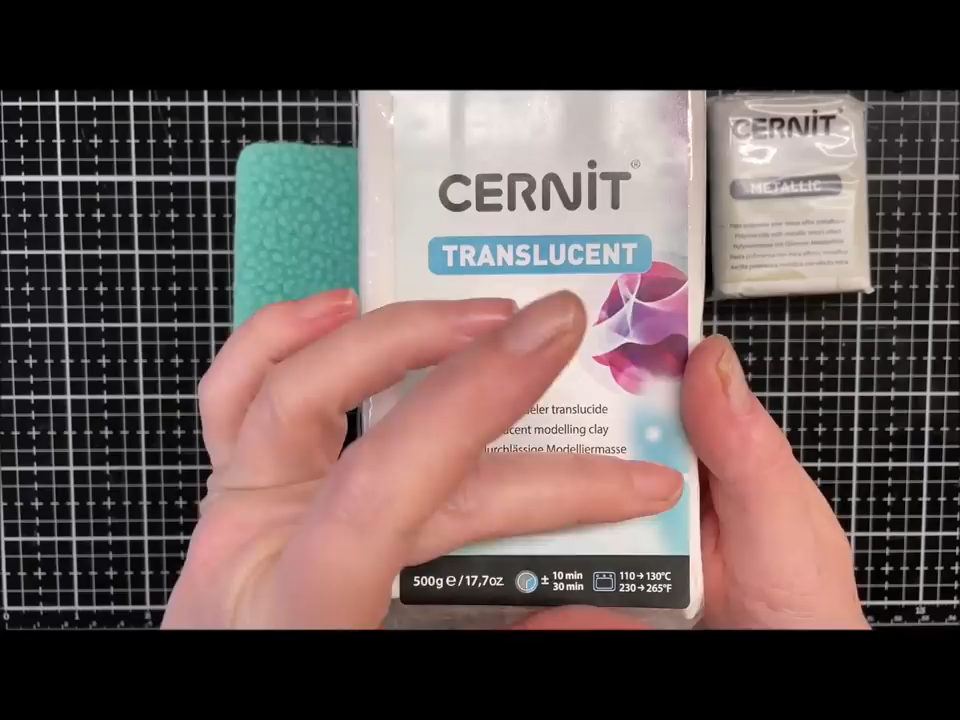 CERNiT®
TRANSLUCENT
eler translucide
ucent modelling clay
urchlässige Modelliermasse
500g e / 17,7oz
± 10 min
30 min
110 → 130°C
230 → 265°F
CERNiT
METALLIC